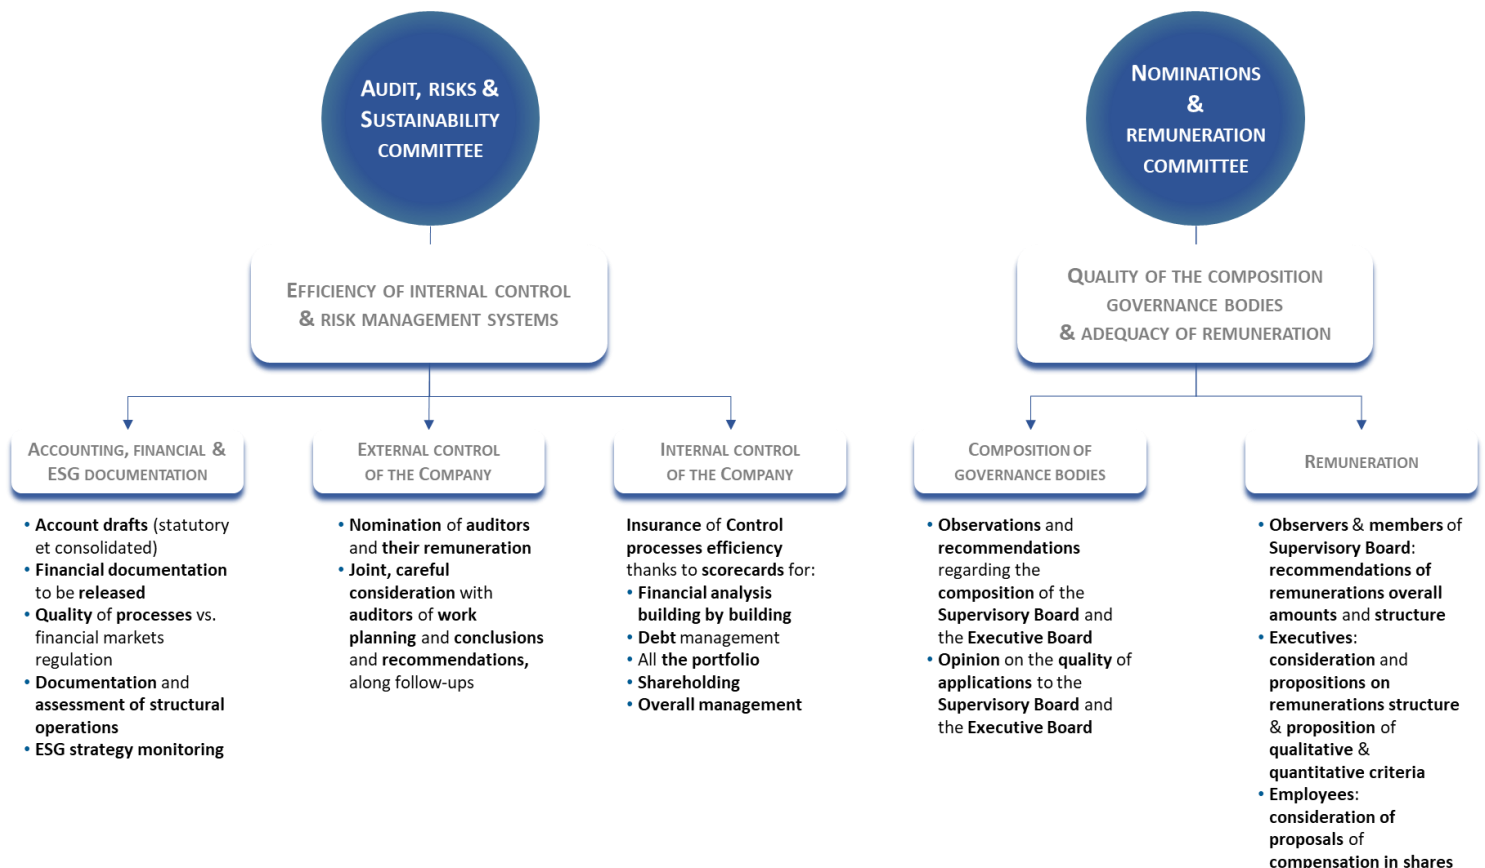 AUDIT, RISKS &
SUSTAINABILITY
COMMITTEE
EFFICIENCY OF INTERNAL CONTROL
& RISK MANAGEMENT SYSTEMS
ACCOUNTING, FINANCIAL &
ESG DOCUMENTATION
• Account drafts (statutory
et consolidated)
• Financial documentation
to be released
• Quality of processes vs.
financial markets
regulation
• Documentation and
assessment of structural
operations
• ESG strategy monitoring
EXTERNAL CONTROL
OF THE COMPANY
• Nomination of auditors
and their remuneration
• Joint, careful
consideration with
auditors of work
planning and conclusions
and recommendations,
along follow-ups
INTERNAL CONTROL
OF THE COMPANY
Insurance of Control
processes efficiency
thanks to scorecards for:
• Financial analysis
building by building
• Debt management
• All the portfolio
• Shareholding
• Overall management
NOMINATIONS
&
REMUNERATION
COMMITTEE
QUALITY OF THE COMPOSITION
GOVERNANCE BODIES
& ADEQUACY OF REMUNERATION
COMPOSITION OF
GOVERNANCE BODIES
• Observations and
recommendations
regarding the
composition of the
Supervisory Board and
the Executive Board
• Opinion on the quality of
applications to the
Supervisory Board and
the Executive Board
REMUNERATION
• Observers & members of
Supervisory Board:
recommendations of
remunerations overall
amounts and structure
• Executives:
consideration and
propositions on
remunerations structure
& proposition of
qualitative &
quantitative criteria
• Employees:
consideration of
proposals of
compensation in shares